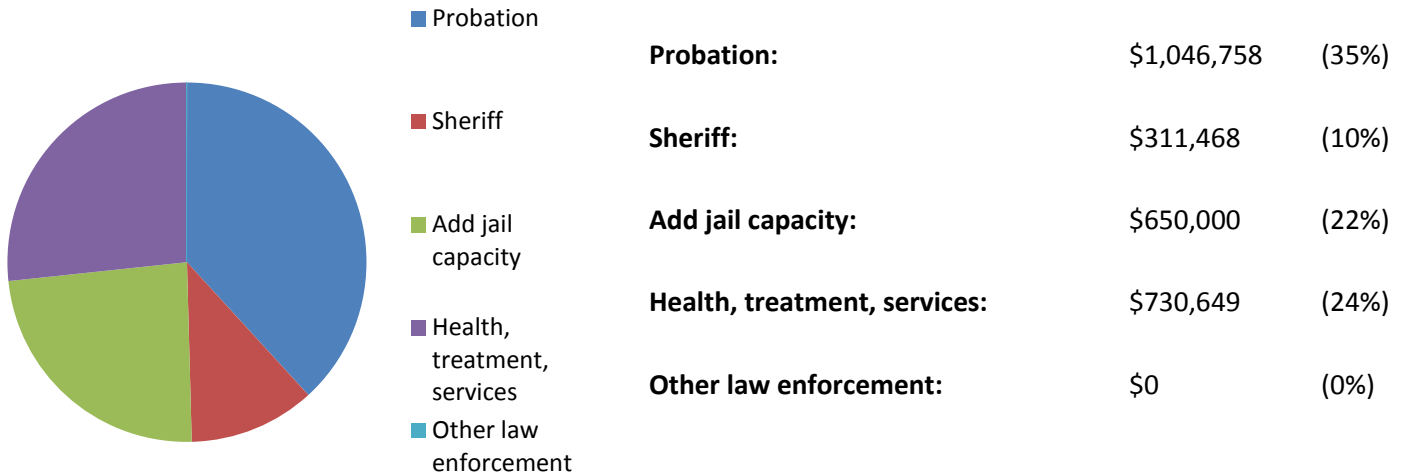 Probation
Sheriff
Add jail
capacity
Health,
treatment,
services
Other law
enforcement
Probation: $1,046,758 (35%)
Sheriff: $311,468 (10%)
Add jail capacity: $650,000 (22%)
Health, treatment, services: $730,649 (24%)
Other law enforcement: $0 (0%)